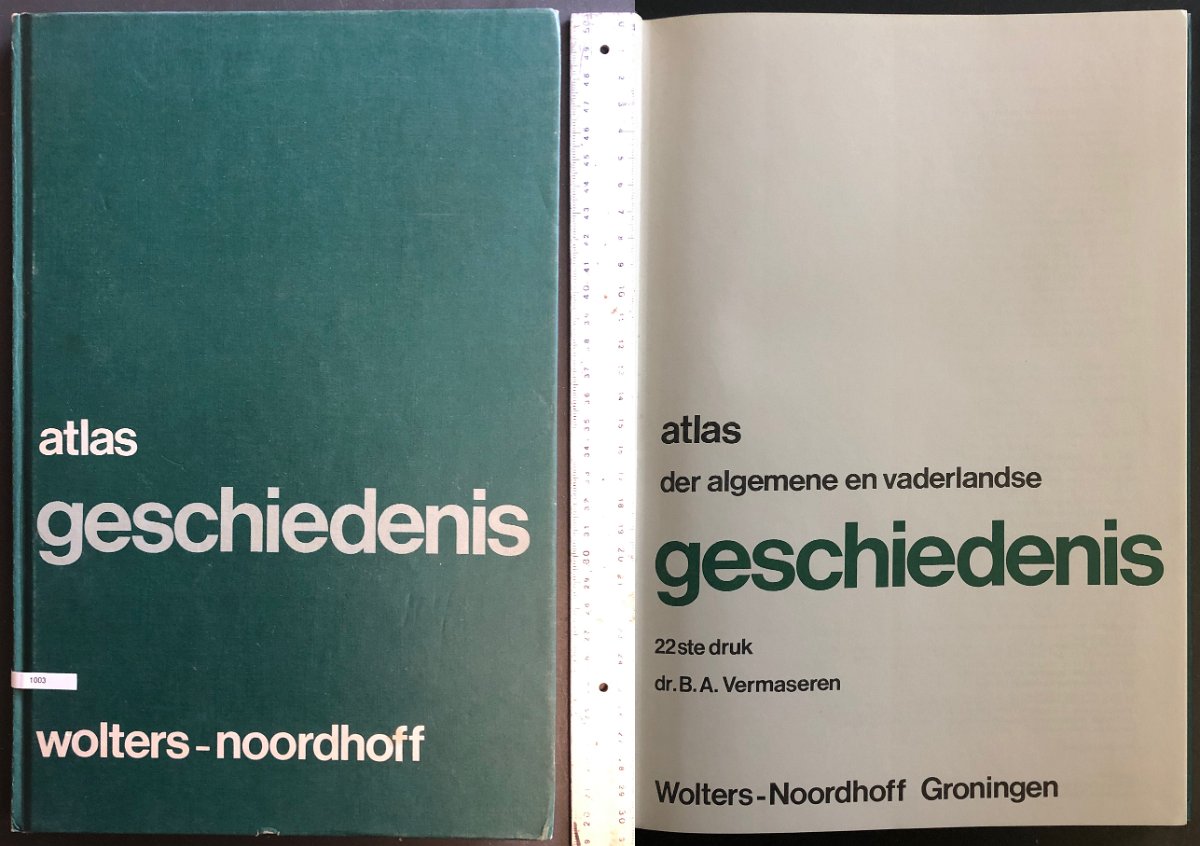 atlas
geschiedenis
1003
wolters-noordhoff
atlas
der algemene en vaderlandse
geschiedenis
22ste druk
dr. B. A. Vermaseren
Wolters-Noordhoff Groningen